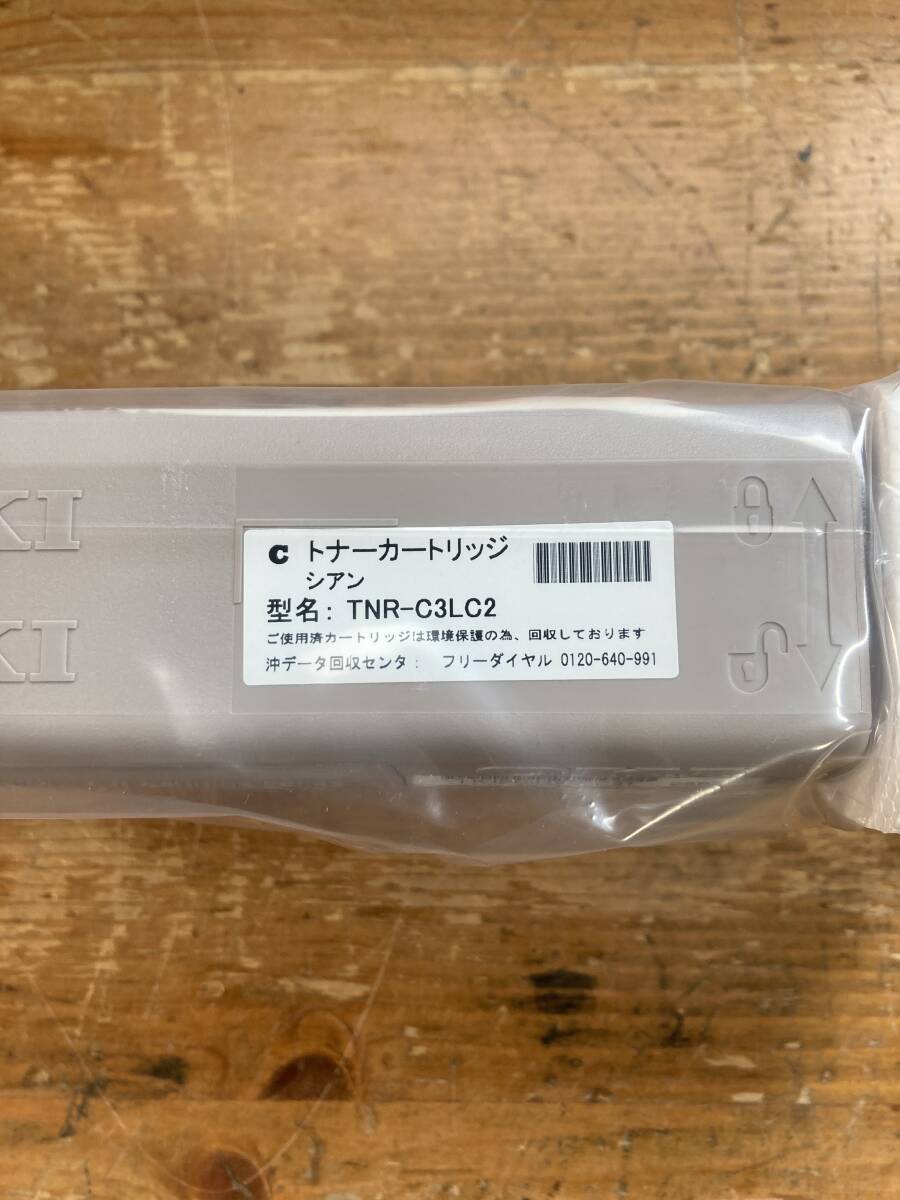 KI
KI
C トナーカートリッジ
シアン
型名: TNR-C3LC2
ご使用済カートリッジは環境保護の為、回収しております
沖データ回収センタ: フリーダイヤル 0120-640-991